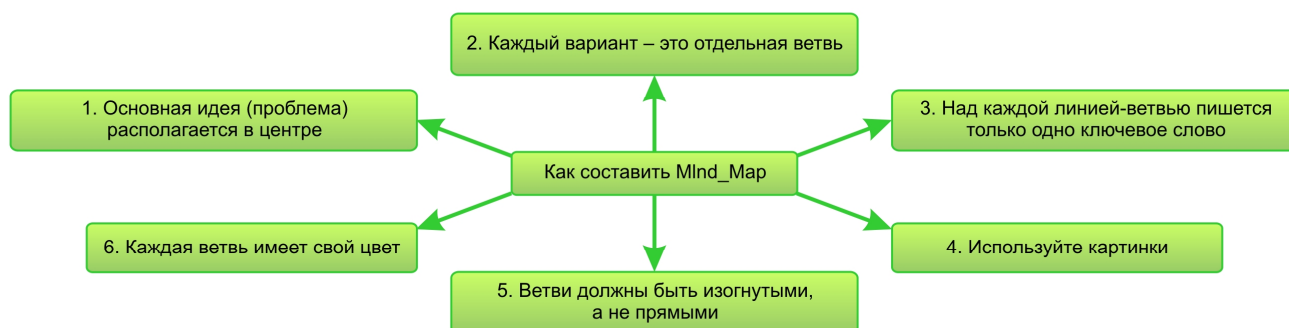 2. Каждый вариант – это отдельная ветвь
1. Основная идея (проблема)
располагается в центре
3. Над каждой линией-ветвью пишется
только одно ключевое слово
Как составить MInd_Map
6. Каждая ветвь имеет свой цвет
4. Используйте картинки
5. Ветви должны быть изогнутыми,
а не прямыми